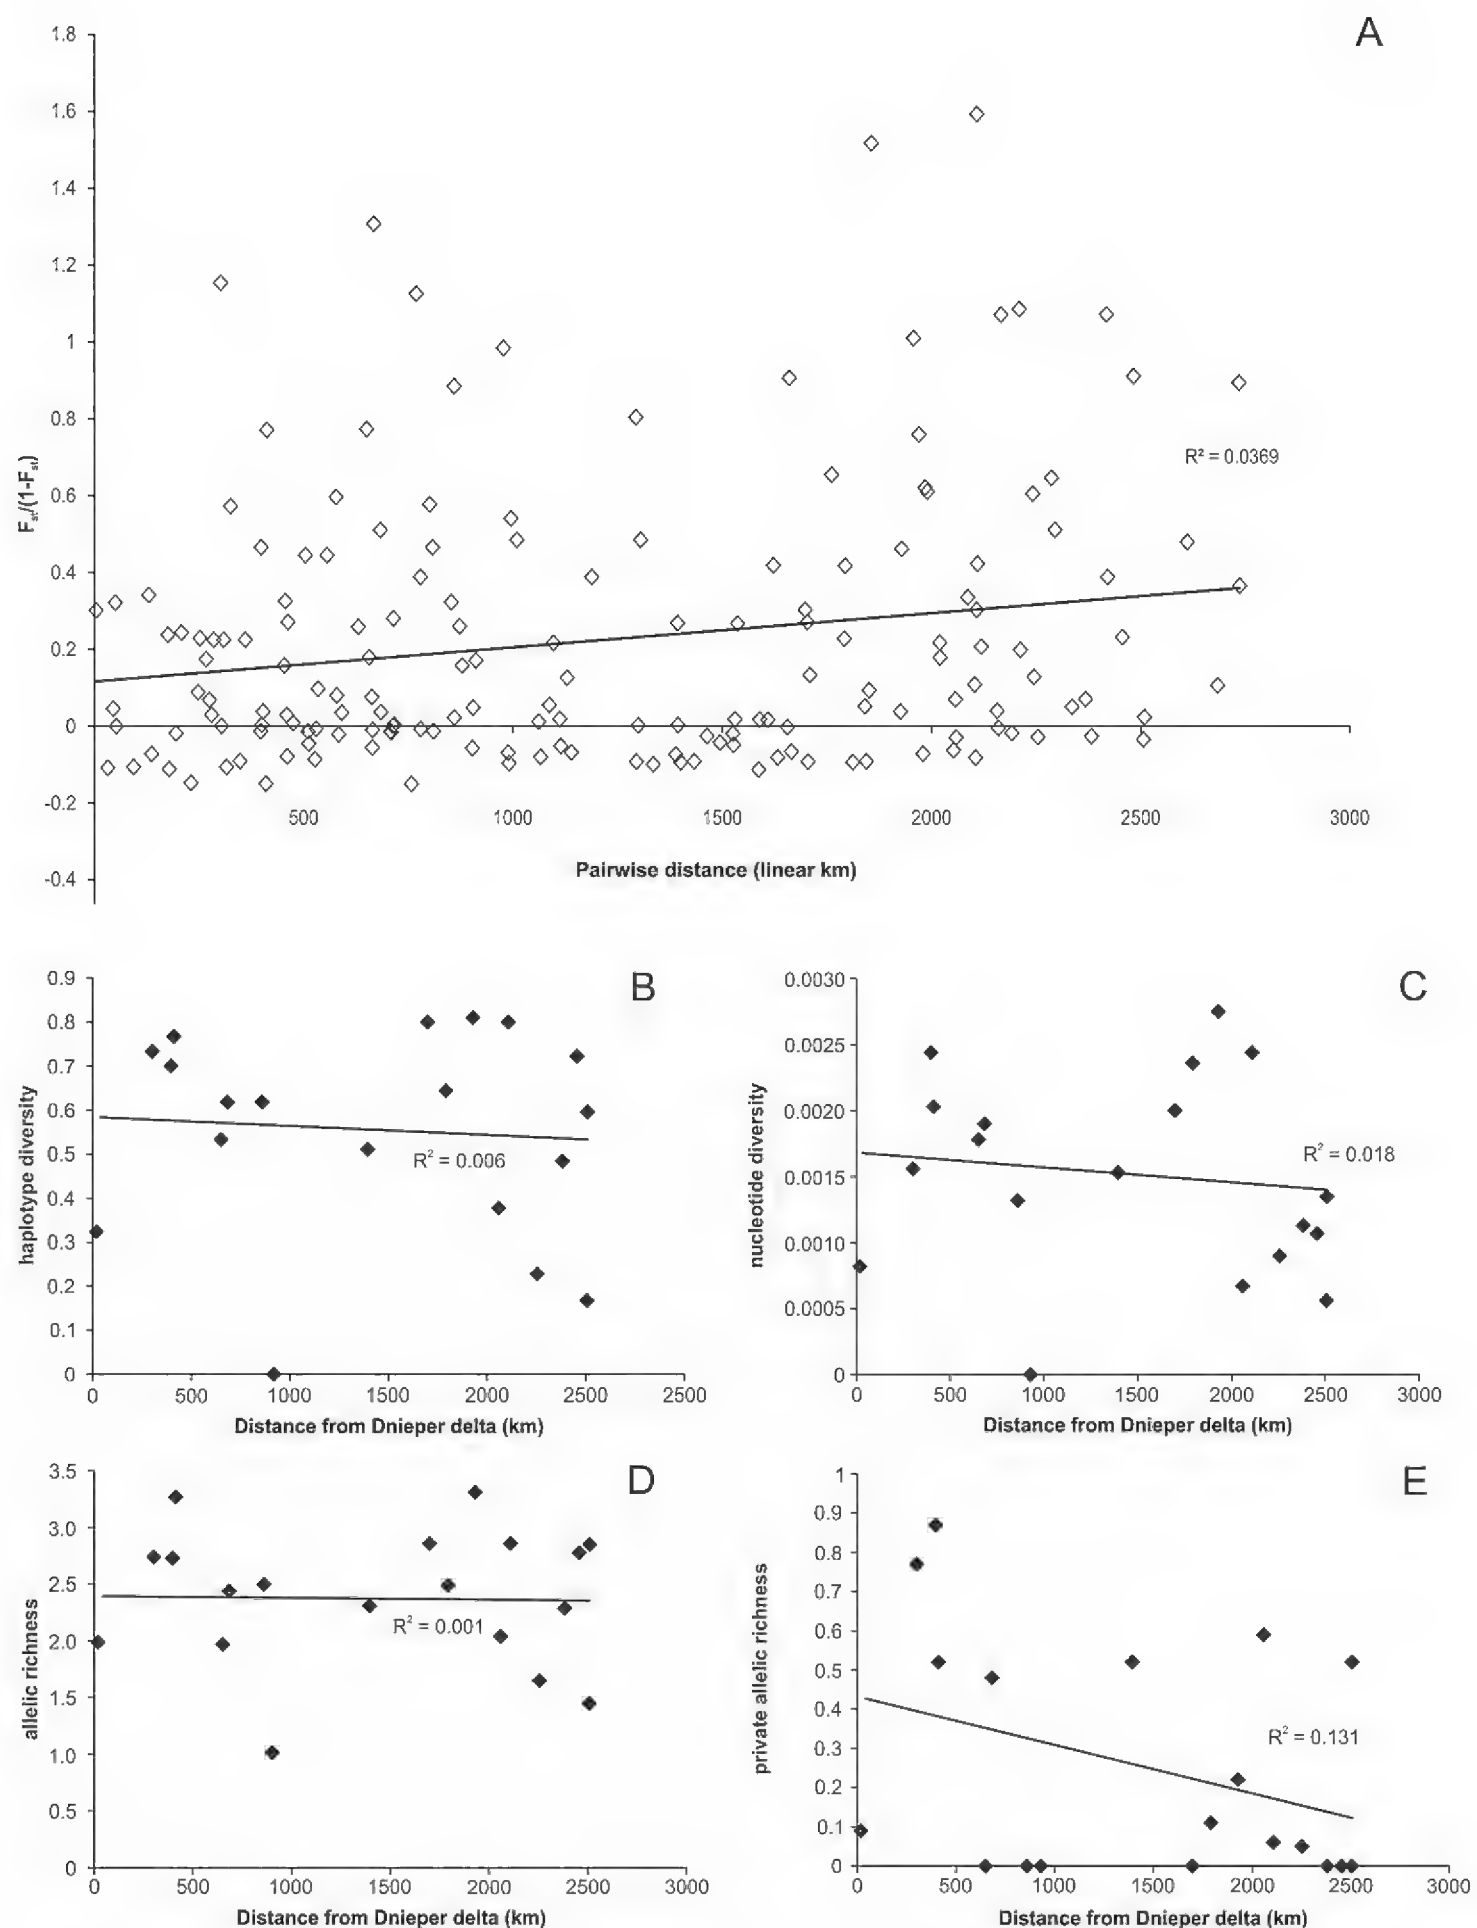 A
1.8
1.6
1.4
1.2
1
0.8
0.6
0.4
0.2
0
-0.2
-0.4
Fst/(1-Fst)
R² = 0.0369
500 1000 1500 2000 2500 3000
Pairwise distance (linear km)
B
0.9
0.8
0.7
0.6
0.5
0.4
0.3
0.2
0.1
0
haplotype diversity
R² = 0.006
0 500 1000 1500 2000 2500 2500
Distance from Dnieper delta (km)
C
0.0030
0.0025
0.0020
0.0015
0.0010
0.0005
0
nucleotide diversity
R² = 0.018
0 500 1000 1500 2000 2500 3000
Distance from Dnieper delta (km)
D
3.5
3.0
2.5
2.0
1.5
1.0
0.5
0
allelic richness
R² = 0.001
0 500 1000 1500 2000 2500 3000
Distance from Dnieper delta (km)
E
1
0.9
0.8
0.7
0.6
0.5
0.4
0.3
0.2
0.1
0
private allelic richness
R² = 0.131
0 500 1000 1500 2000 2500 3000
Distance from Dnieper delta (km)